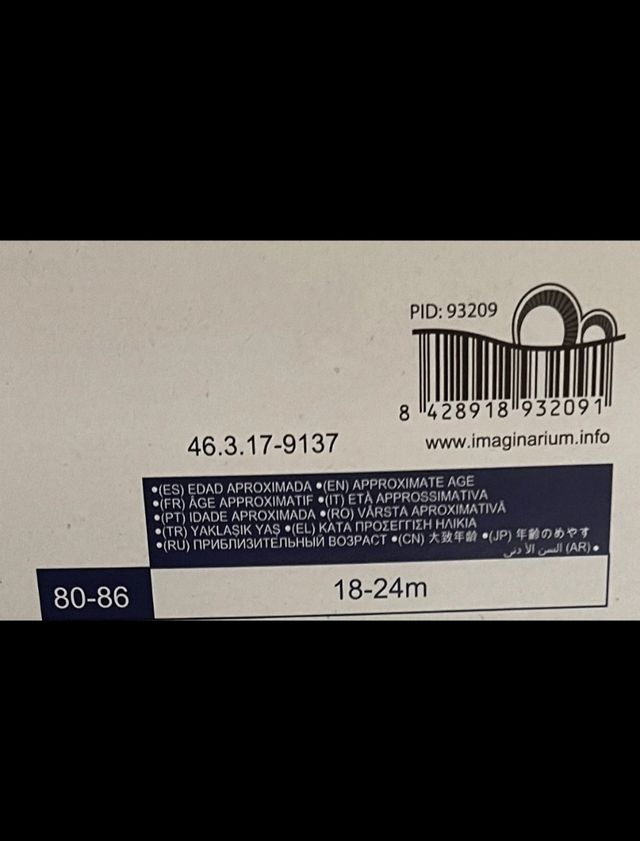 PID: 93209
8 428918 932091
www.imaginarium.info
46.3.17-9137
•(ES) EDAD APROXIMADA •(EN) APPROXIMATE AGE
•(FR) ÂGE APPROXIMATIF •(IT) ETÀ APPROSSIMATIVA
•(PT) IDADE APROXIMADA •(RO) VÂRSTA APROXIMATIVĂ
•(TR) YAKLAŞIK YAŞ •(EL) ΚΑΤΑ ΠΡΟΣΕΓΓΙΣΗ ΗΛΙΚΙΑ
•(RU) ПРИБЛИЗИТЕЛЬНЫЙ ВОЗРАСТ •(CN) 大致年龄 •(JP) 年齢のめやす
•(AR) السن الأدنى
80-86
18-24m